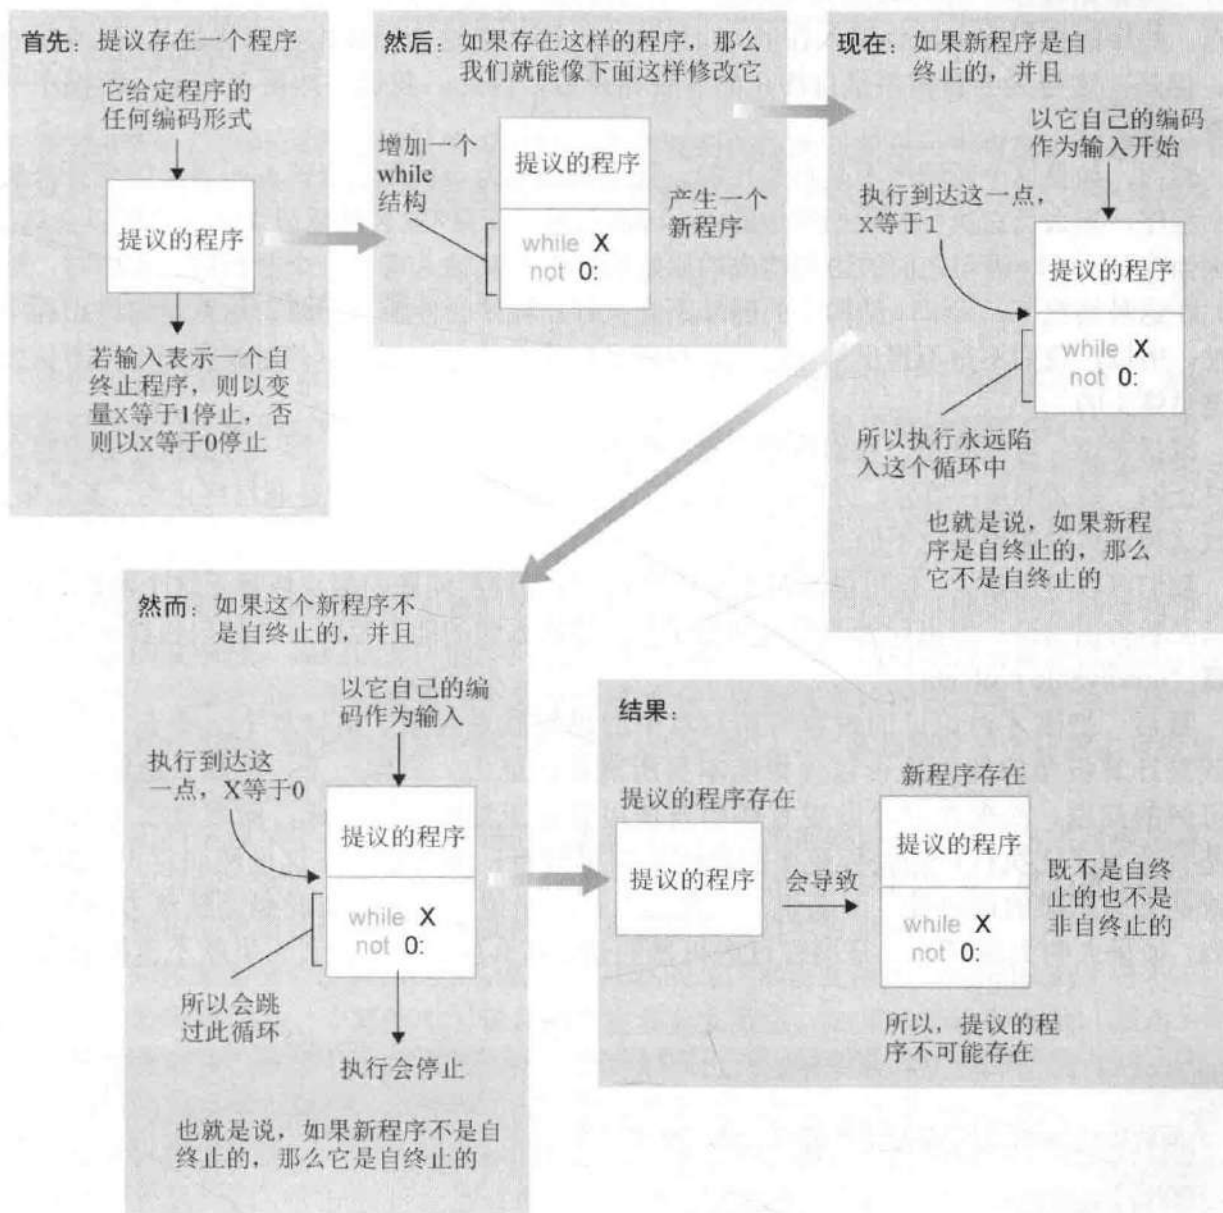 首先：提议存在一个程序
它给定程序的
任何编码形式
提议的程序
若输入表示一个自
终止程序，则以变
量X等于1停止，否
则以X等于0停止
然后：如果存在这样的程序，那么
我们就能像下面这样修改它
增加一个
while
结构
提议的程序
while X
not 0:
产生一个
新程序
现在：如果新程序是自
终止的，并且
以它自己的编码
作为输入开始
执行到达这一点，
X等于1
提议的程序
while X
not 0:
所以执行永远陷
入这个循环中
也就是说，如果新程
序是自终止的，那么
它不是自终止的
然而：如果这个新程序不
是自终止的，并且
以它自己的编
码作为输入
执行到达这
一点，X等于0
提议的程序
while X
not 0:
所以会跳
过此循环
执行会停止
也就是说，如果新程序不是自
终止的，那么它是自终止的
结果：
提议的程序存在
提议的程序
会导致
新程序存在
提议的程序
while X
not 0:
既不是自终
止的也不是
非自终止的
所以，提议的程
序不可能存在